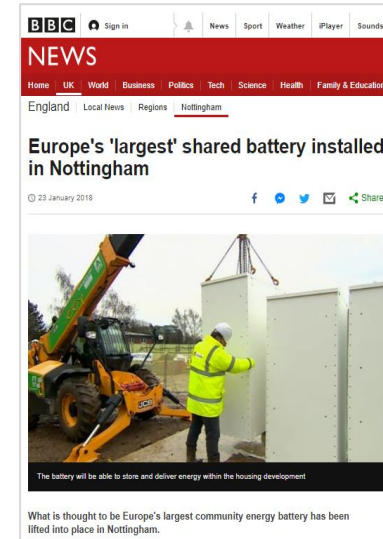 BBC Sign in News Sport Weather iPlayer Sounds
NEWS
Home UK World Business Politics Tech Science Health Family & Education
England Local News Regions Nottingham
Europe's 'largest' shared battery installed
in Nottingham
23 January 2018 Share
JCB
The battery will be able to store and deliver energy within the housing development
What is thought to be Europe's largest community energy battery has been
lifted into place in Nottingham.